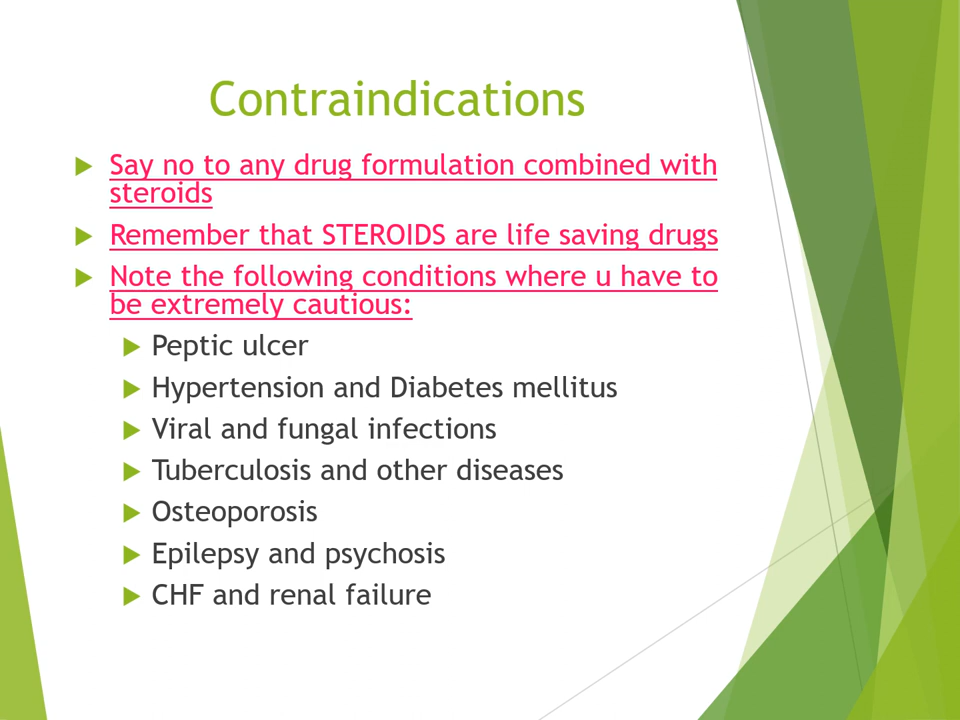 Contraindications
Say no to any drug formulation combined with
steroids
Remember that STEROIDS are life saving drugs
Note the following conditions where u have to
be extremely cautious:
Peptic ulcer
Hypertension and Diabetes mellitus
Viral and fungal infections
Tuberculosis and other diseases
Osteoporosis
Epilepsy and psychosis
CHF and renal failure